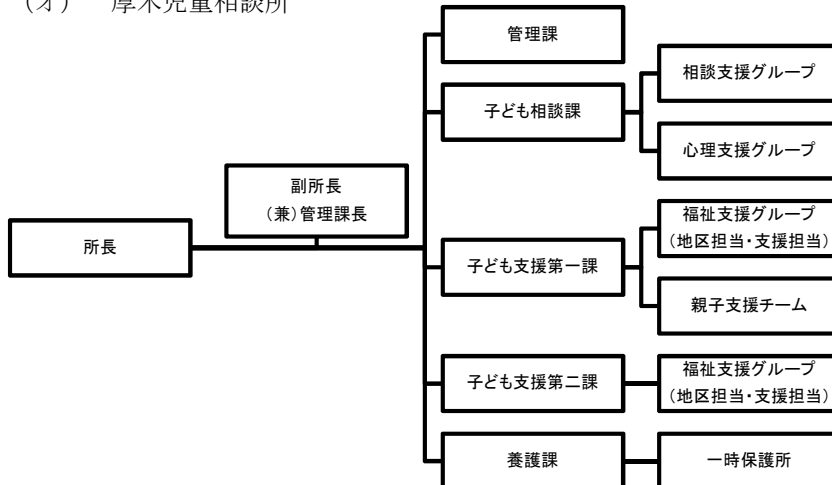 (オ) 厚木児童相談所
管理課
相談支援グループ
子ども相談課
心理支援グループ
副所長
(兼)管理課長
所長
福祉支援グループ
(地区担当・支援担当)
子ども支援第一課
親子支援チーム
福祉支援グループ
(地区担当・支援担当)
子ども支援第二課
養護課
一時保護所